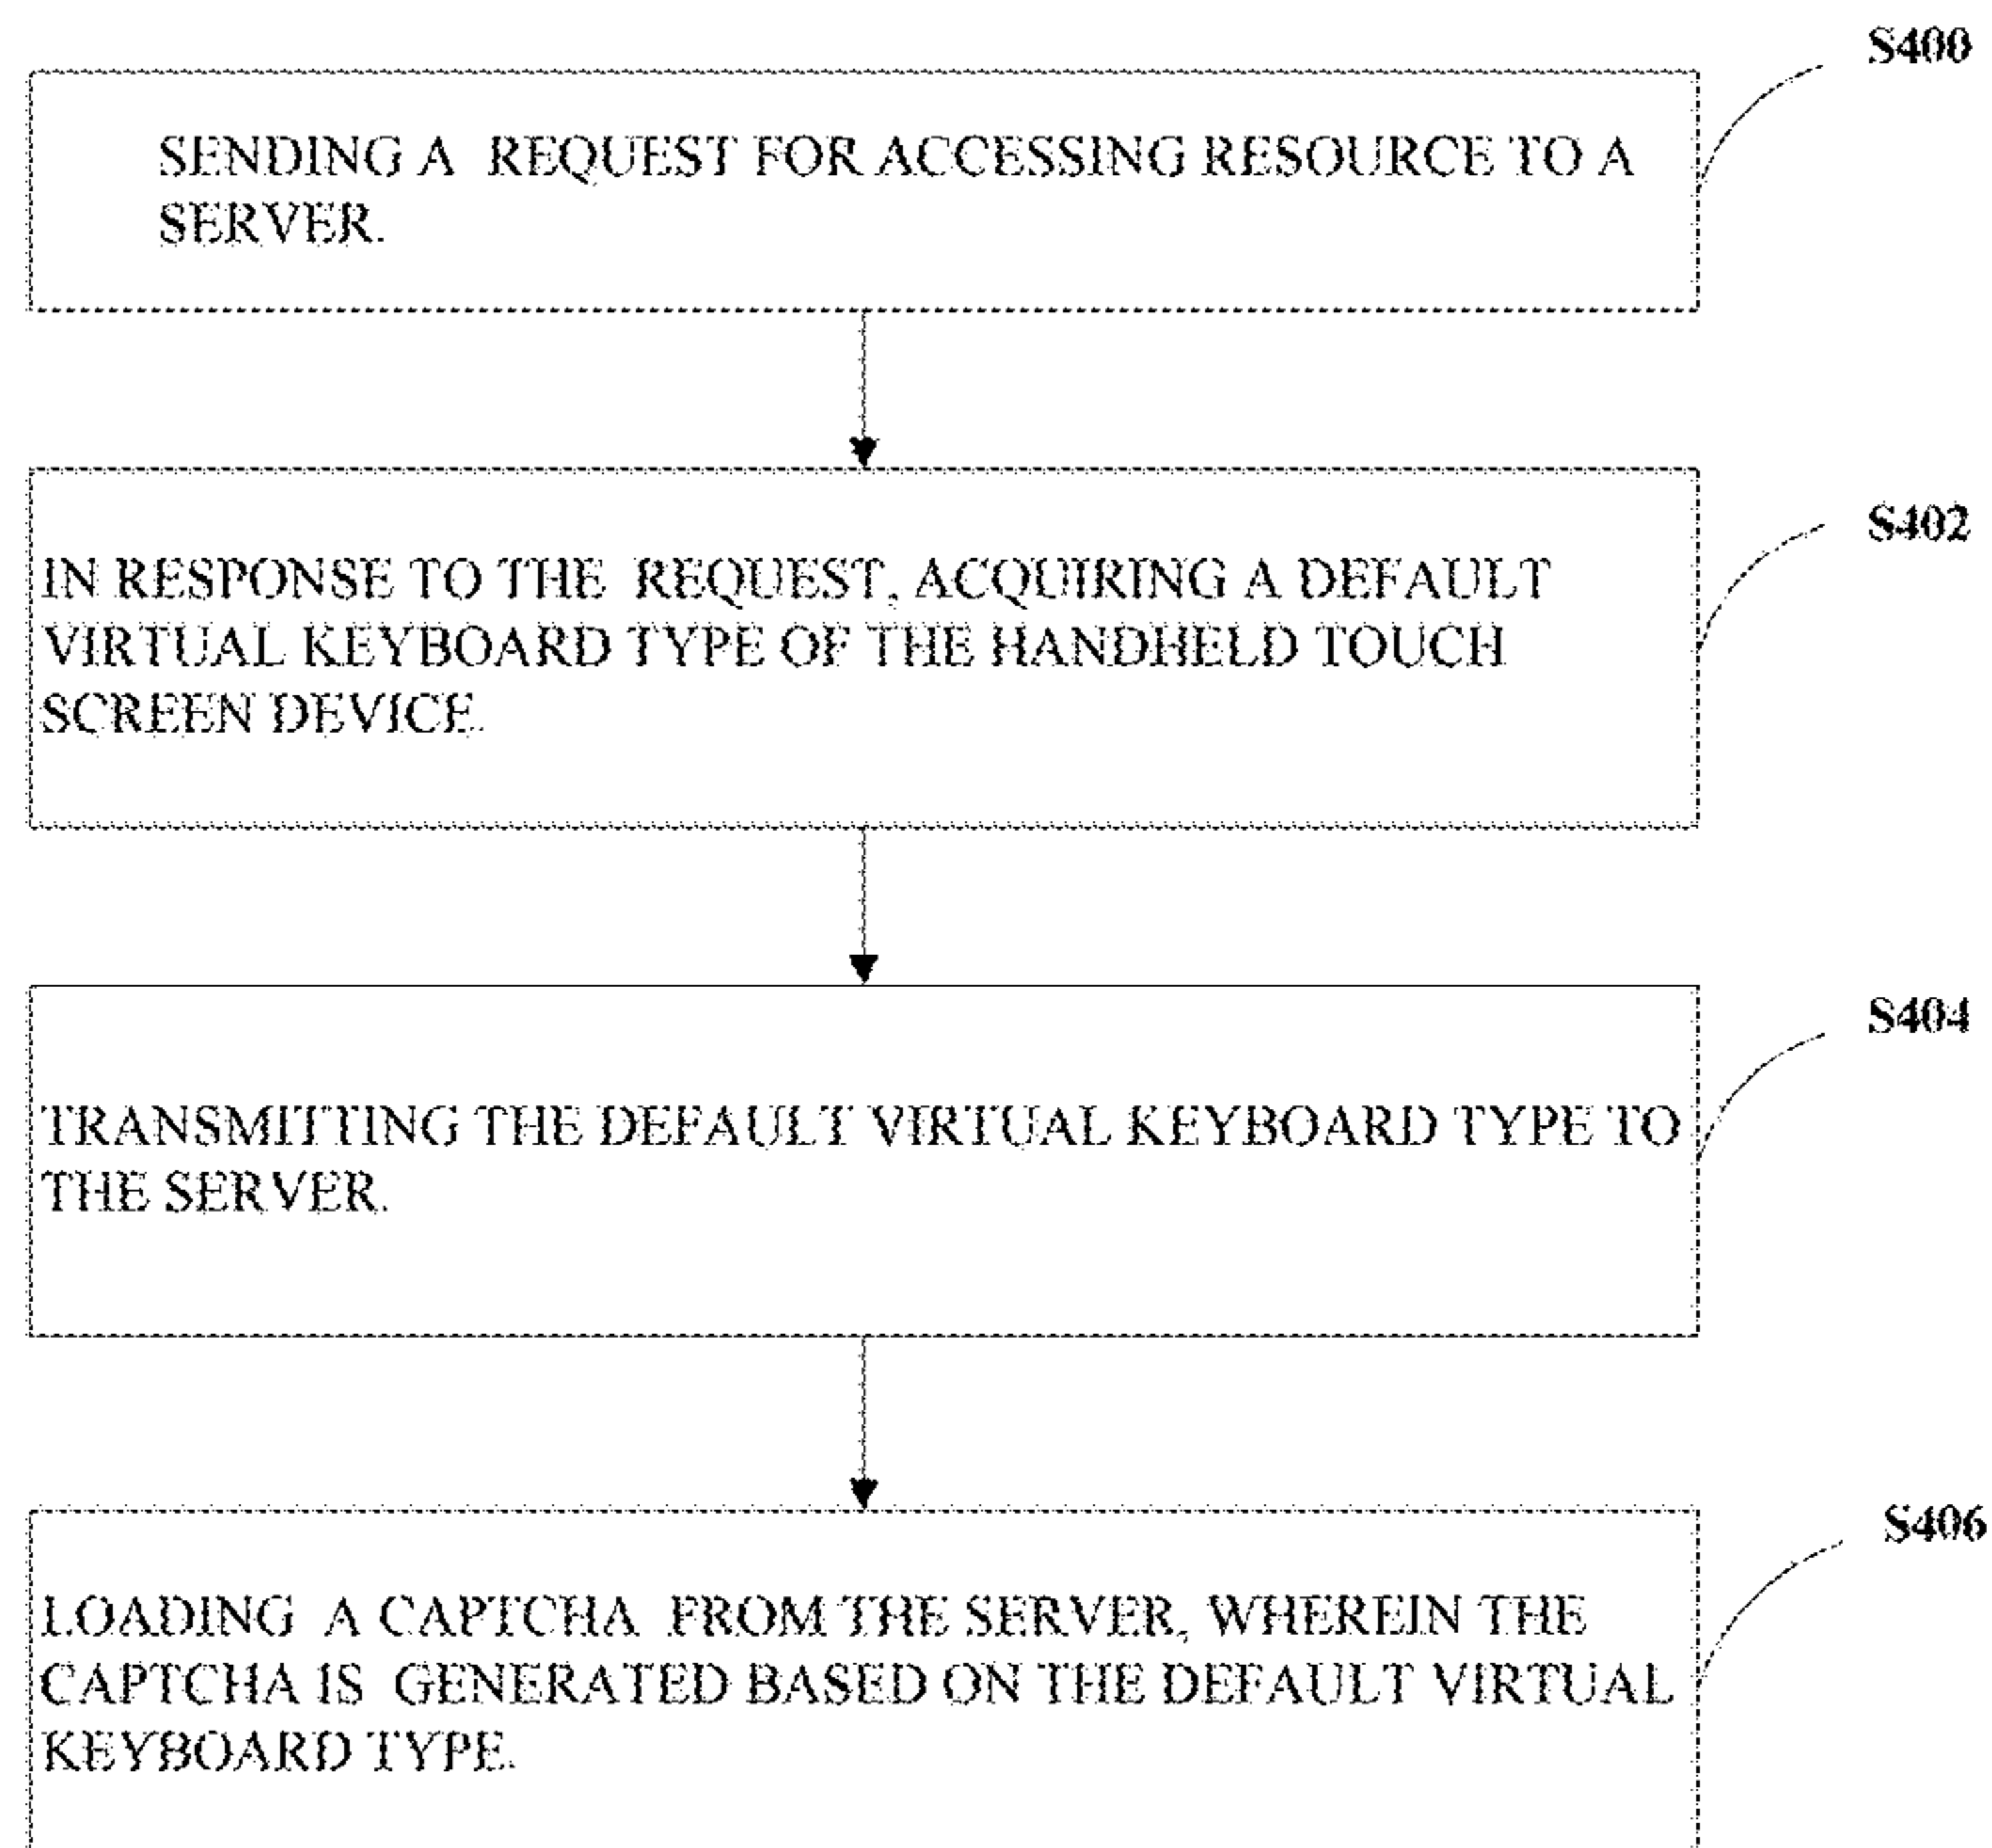 S400
SENDING A REQUEST FOR ACCESSING RESOURCE TO A
SERVER.
S402
IN RESPONSE TO THE REQUEST, ACQUIRING A DEFAULT
VIRTUAL KEYBOARD TYPE OF THE HANDHELD TOUCH
SCREEN DEVICE.
S404
TRANSMITTING THE DEFAULT VIRTUAL KEYBOARD TYPE TO
THE SERVER.
S406
LOADING A CAPTCHA FROM THE SERVER, WHEREIN THE
CAPTCHA IS GENERATED BASED ON THE DEFAULT VIRTUAL
KEYBOARD TYPE.